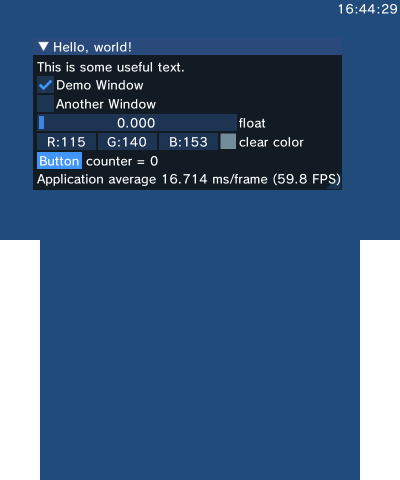 16:44:29
Hello, world!
This is some useful text.
Demo Window
Another Window
0.000 float
R:115 G:140 B:153 clear color
Button counter = 0
Application average 16.714 ms/frame (59.8 FPS)